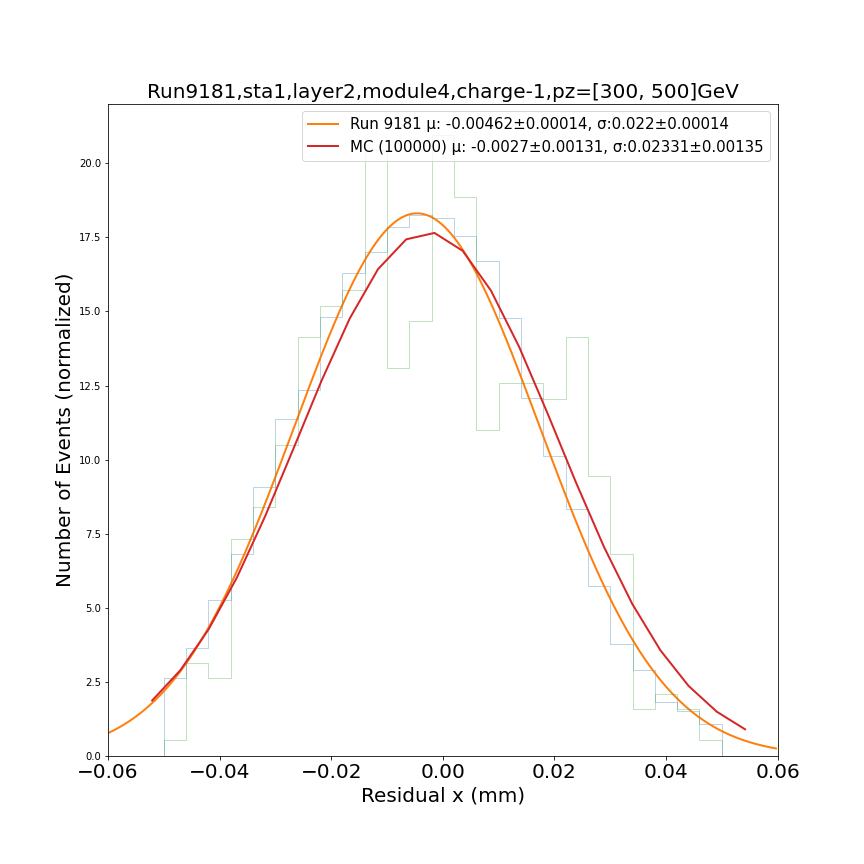 Run9181,sta1,layer2,module4,charge-1,pz=[300, 500]GeV
Run 9181 μ: -0.00462±0.00014, σ:0.022±0.00014
MC (100000) μ: -0.0027±0.00131, σ:0.02331±0.00135
Number of Events (normalized)
20.0
17.5
15.0
12.5
10.0
7.5
5.0
2.5
0.0
−0.06 −0.04 −0.02 0.00 0.02 0.04 0.06
Residual x (mm)